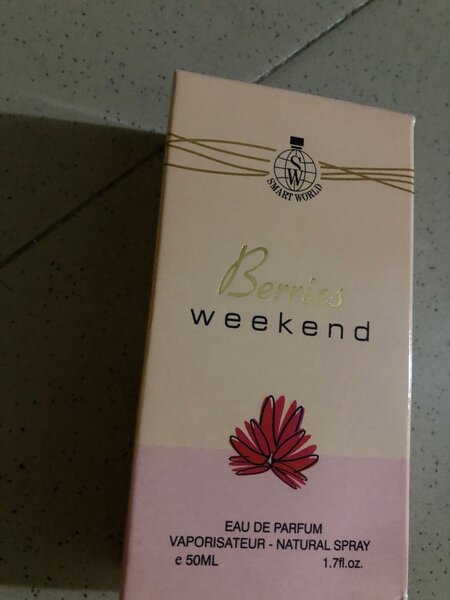 SW
SMART WORLD
Berries
weekend
EAU DE PARFUM
VAPORISATEUR - NATURAL SPRAY
e 50ML 1.7fl.oz.